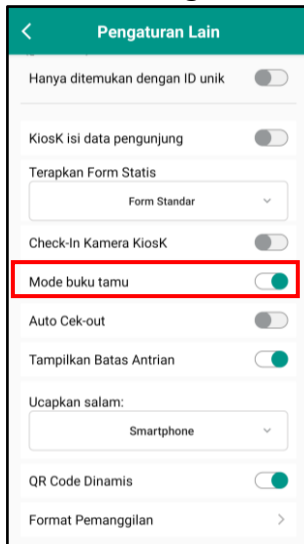 Pengaturan Lain
Hanya ditemukan dengan ID unik
KiosK isi data pengunjung
Terapkan Form Statis
Form Standar
Check-In Kamera KiosK
Mode buku tamu
Auto Cek-out
Tampilkan Batas Antrian
Ucapkan salam:
Smartphone
QR Code Dinamis
Format Pemanggilan